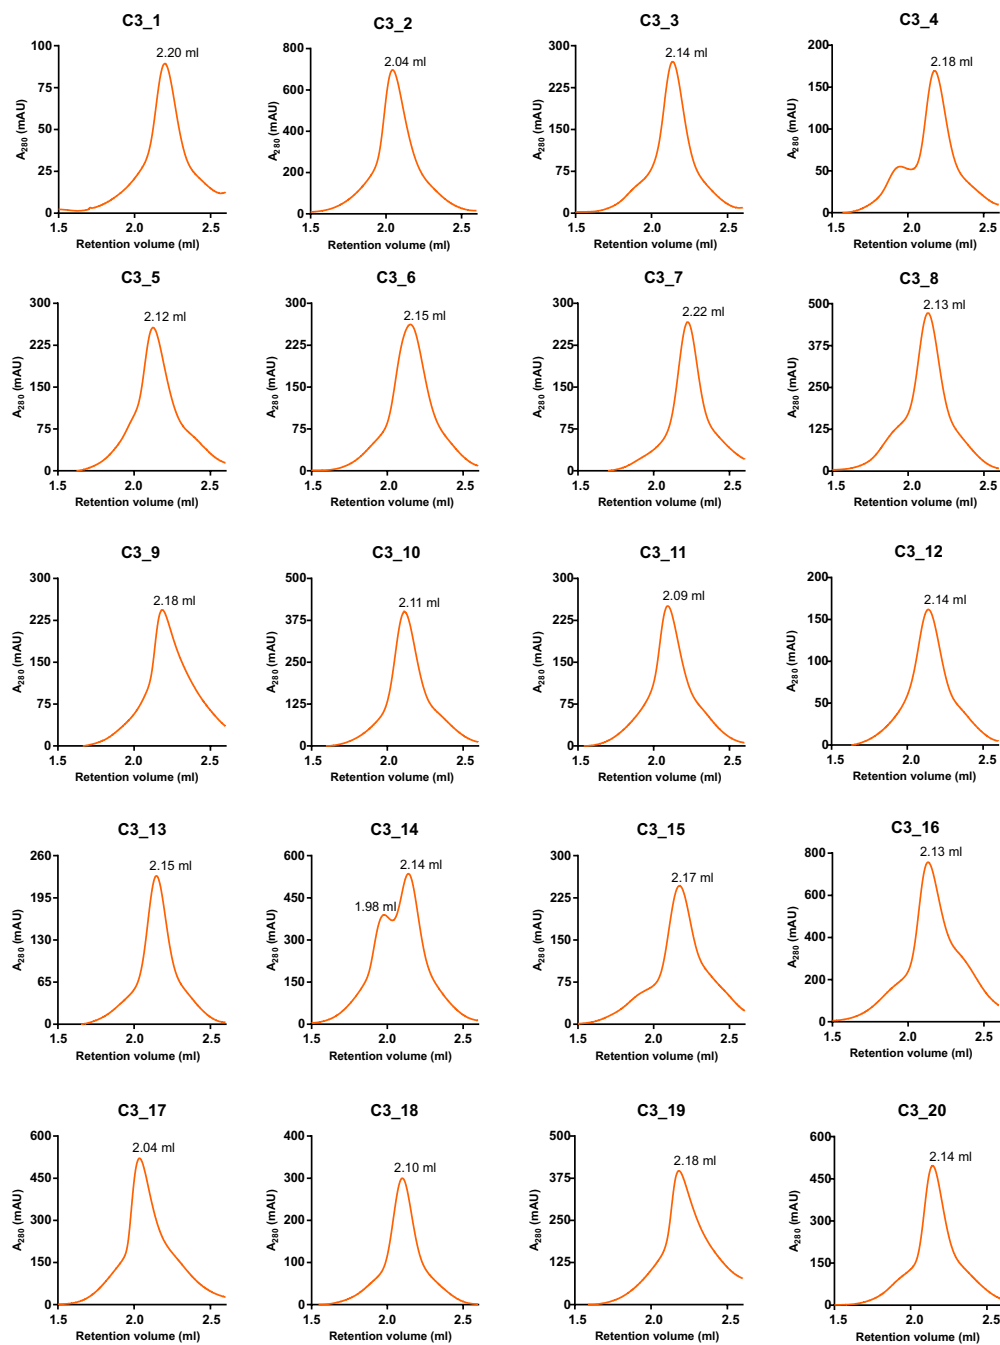 C3_1
2.20 ml
100
75
50
25
0
A280 (mAU)
1.5 2.0 2.5
Retention volume (ml)
C3_2
2.04 ml
800
600
400
200
0
A280 (mAU)
1.5 2.0 2.5
Retention volume (ml)
C3_3
2.14 ml
300
225
150
75
0
A280 (mAU)
1.5 2.0 2.5
Retention volume (ml)
C3_4
2.18 ml
200
150
100
50
0
A280 (mAU)
1.5 2.0 2.5
Retention volume (ml)
C3_5
2.12 ml
300
225
150
75
0
A280 (mAU)
1.5 2.0 2.5
Retention volume (ml)
C3_6
2.15 ml
300
225
150
75
0
A280 (mAU)
1.5 2.0 2.5
Retention volume (ml)
C3_7
2.22 ml
300
225
150
75
0
A280 (mAU)
1.5 2.0 2.5
Retention volume (ml)
C3_8
2.13 ml
500
375
250
125
0
A280 (mAU)
1.5 2.0 2.5
Retention volume (ml)
C3_9
2.18 ml
300
225
150
75
0
A280 (mAU)
1.5 2.0 2.5
Retention volume (ml)
C3_10
2.11 ml
500
375
250
125
0
A280 (mAU)
1.5 2.0 2.5
Retention volume (ml)
C3_11
2.09 ml
300
225
150
75
0
A280 (mAU)
1.5 2.0 2.5
Retention volume (ml)
C3_12
2.14 ml
200
150
100
50
0
A280 (mAU)
1.5 2.0 2.5
Retention volume (ml)
C3_13
2.15 ml
260
195
130
65
0
A280 (mAU)
1.5 2.0 2.5
Retention volume (ml)
C3_14
2.14 ml
1.98 ml
600
450
300
150
0
A280 (mAU)
1.5 2.0 2.5
Retention volume (ml)
C3_15
2.17 ml
300
225
150
75
0
A280 (mAU)
1.5 2.0 2.5
Retention volume (ml)
C3_16
2.13 ml
800
600
400
200
0
A280 (mAU)
1.5 2.0 2.5
Retention volume (ml)
C3_17
2.04 ml
600
450
300
150
0
A280 (mAU)
1.5 2.0 2.5
Retention volume (ml)
C3_18
2.10 ml
400
300
200
100
0
A280 (mAU)
1.5 2.0 2.5
Retention volume (ml)
C3_19
2.18 ml
500
375
250
125
0
A280 (mAU)
1.5 2.0 2.5
Retention volume (ml)
C3_20
2.14 ml
600
450
300
150
0
A280 (mAU)
1.5 2.0 2.5
Retention volume (ml)